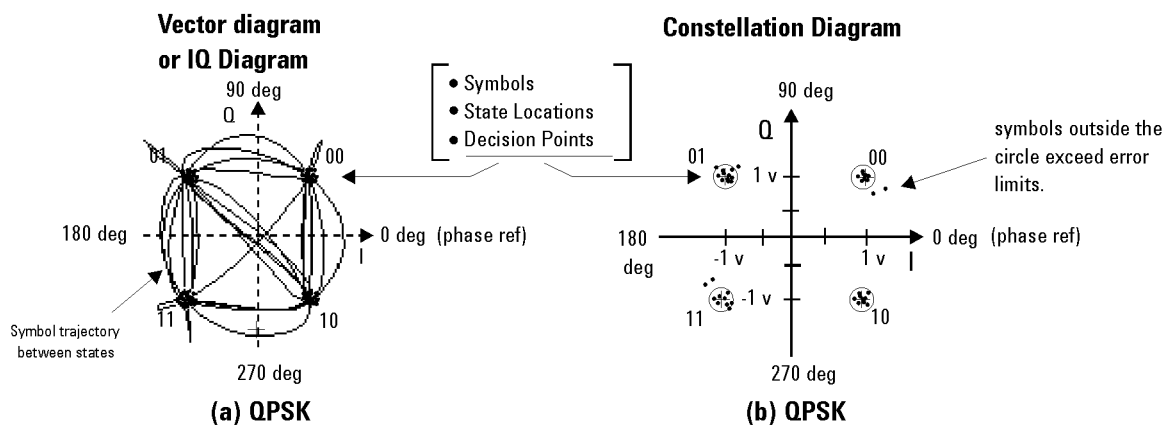 Vector diagram
or IQ Diagram
90 deg
Q
01
00
180 deg
0 deg (phase ref)
I
Symbol trajectory
between states
11
10
270 deg
(a) QPSK
• Symbols
• State Locations
• Decision Points
Constellation Diagram
90 deg
Q
01
1 v
00
symbols outside the
circle exceed error
limits.
180
deg
-1 v
1 v
I
0 deg (phase ref)
-1 v
11
10
270 deg
(b) QPSK